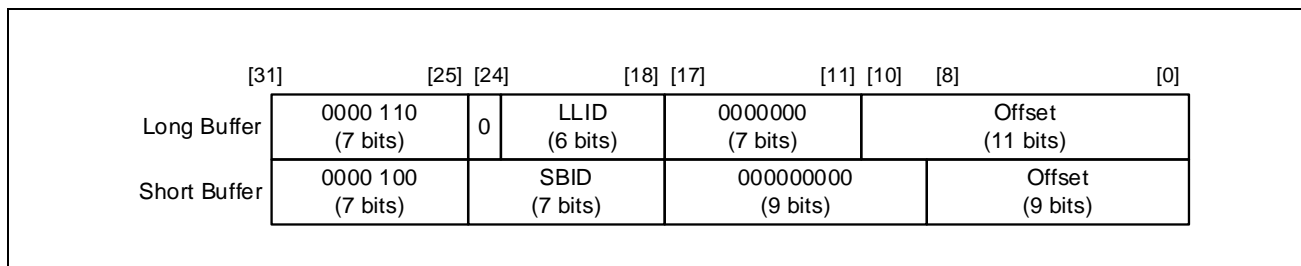 [31] [25] [24] [18] [17] [11] [10] [8] [0]
Long Buffer 0000 110 0 LLID 0000000 Offset
(7 bits) (6 bits) (7 bits) (11 bits)
Short Buffer 0000 100 SBID 000000000 Offset
(7 bits) (7 bits) (9 bits) (9 bits)